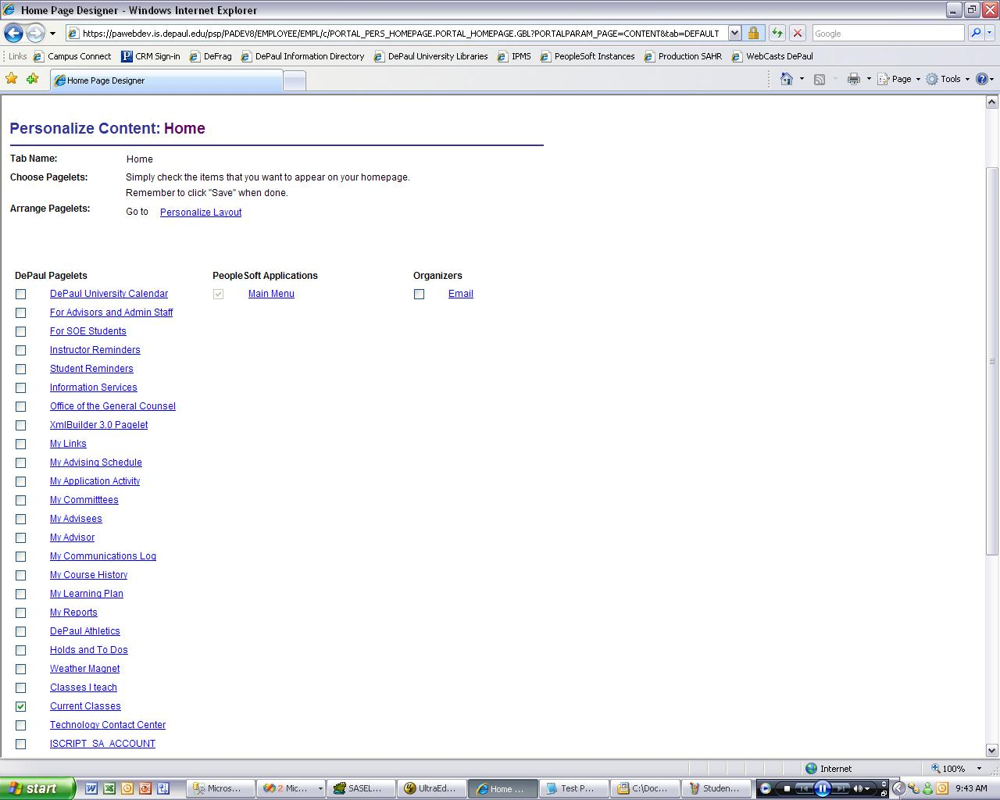 Home Page Designer - Windows Internet Explorer
https://pawebdev.is.depaul.edu/psp/PADEV8/EMPLOYEE/EMPL/c/PORTAL_PERS_HOMEPAGE.PORTAL_HOMEPAGE.GBL?PORTALPARAM_PAGE=CONTENT&tab=DEFAULT Google
Links Campus Connect CRM Sign-in DeFrag DePaul Information Directory DePaul University Libraries IPMS PeopleSoft Instances Production SAHR WebCasts DePaul
Home Page Designer Page Tools
Personalize Content: Home
Tab Name: Home
Choose Pagelets: Simply check the items that you want to appear on your homepage.
Remember to click "Save" when done.
Arrange Pagelets: Go to Personalize Layout
DePaul Pagelets PeopleSoft Applications Organizers
DePaul University Calendar Main Menu Email
For Advisors and Admin Staff
For SOE Students
Instructor Reminders
Student Reminders
Information Services
Office of the General Counsel
XmlBuilder 3.0 Pagelet
My Links
My Advising Schedule
My Application Activity
My Committtees
My Advisees
My Advisor
My Communications Log
My Course History
My Learning Plan
My Reports
DePaul Athletics
Holds and To Dos
Weather Magnet
Classes I teach
Current Classes
Technology Contact Center
ISCRIPT_SA_ACCOUNT
Internet 100%
start Micros... 2 Mic... SASEL... UltraEd... Home ... Test P... C:\Doc... Studen... 9:43 AM